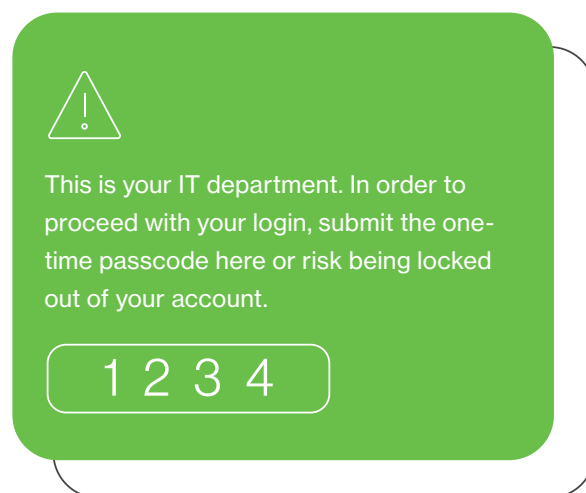 This is your IT department. In order to
proceed with your login, submit the one-
time passcode here or risk being locked
out of your account.
1 2 3 4